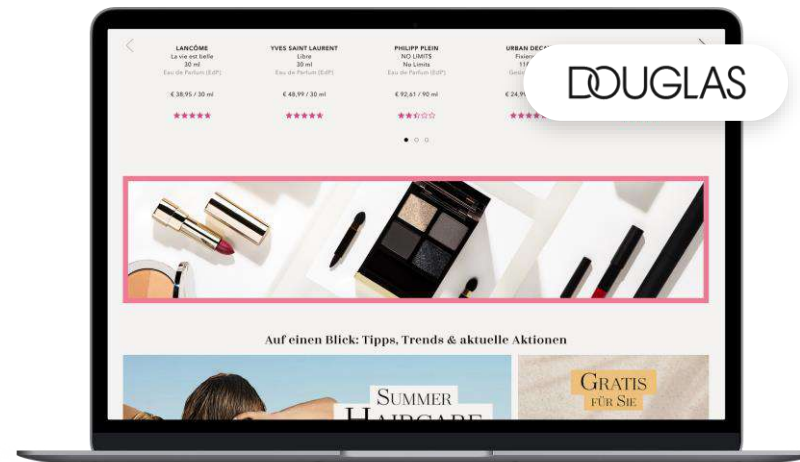 LANCÔME
La vie est belle
30 ml
Eau de Parfum (EdP)
€ 38,95 / 30 ml
YVES SAINT LAURENT
Libre
30 ml
Eau de Parfum (EdP)
€ 48,99 / 30 ml
PHILIPP PLEIN
NO LIMITS
No Limits
Eau de Parfum (EdP)
€ 92,61 / 90 ml
URBAN
DOUGLAS
Auf einen Blick: Tipps, Trends & aktuelle Aktionen
SUMMER
HAIRCARE
GRATIS
FÜR SIE